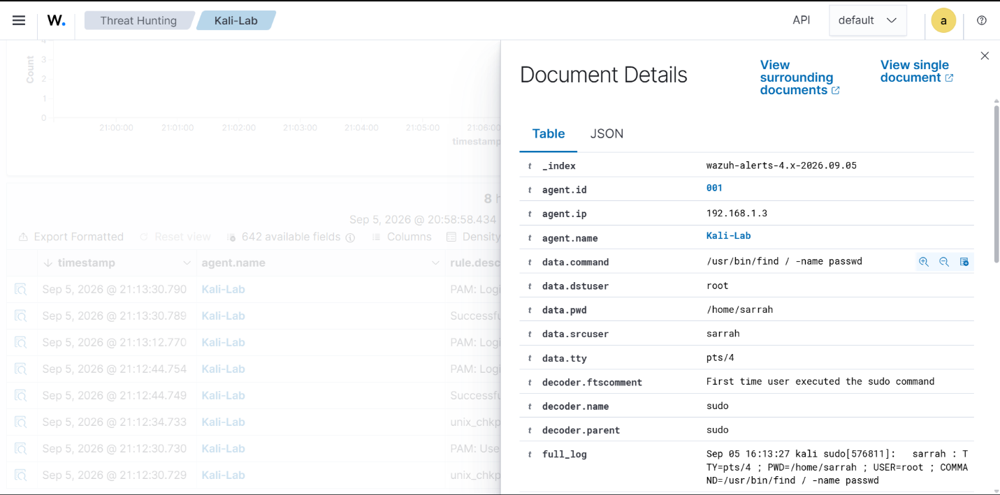 W. Threat Hunting Kali-Lab API default a
Document Details
View surrounding documents
View single document
Table JSON
_index wazuh-alerts-4.x-2026.09.05
agent.id 001
agent.ip 192.168.1.3
agent.name Kali-Lab
data.command /usr/bin/find / -name passwd
data.dstuser root
data.pwd /home/sarrah
data.srcuser sarrah
data.tty pts/4
decoder.ftscomment First time user executed the sudo command
decoder.name sudo
decoder.parent sudo
full_log Sep 05 16:13:27 kali sudo[576811]:   sarrah : T
TY=pts/4 ; PWD=/home/sarrah ; USER=root ; COMMA
ND=/usr/bin/find / -name passwd
Count
4
3
2
1
0
21:00:00 21:01:00 21:02:00 21:03:00 21:04:00 21:05:00 21:06:00
timestamp
8 h
Sep 5, 2026 @ 20:58:58.434
Export Formatted Reset view 642 available fields Columns Density
timestamp agent.name rule.desc
Sep 5, 2026 @ 21:13:30.790 Kali-Lab PAM: Logi
Sep 5, 2026 @ 21:13:30.789 Kali-Lab Successfu
Sep 5, 2026 @ 21:13:12.770 Kali-Lab PAM: Logi
Sep 5, 2026 @ 21:12:44.754 Kali-Lab PAM: Logi
Sep 5, 2026 @ 21:12:44.749 Kali-Lab Successfu
Sep 5, 2026 @ 21:12:34.733 Kali-Lab unix_chkp
Sep 5, 2026 @ 21:12:30.730 Kali-Lab PAM: Use
Sep 5, 2026 @ 21:12:30.729 Kali-Lab unix_chkp